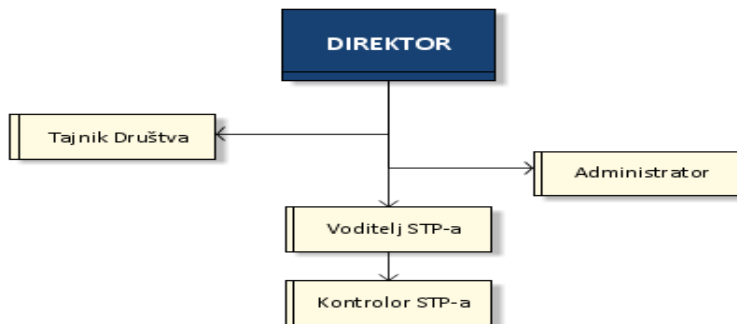 DIREKTOR
Tajnik Društva
Administrator
Voditelj STP-a
Kontrolor STP-a